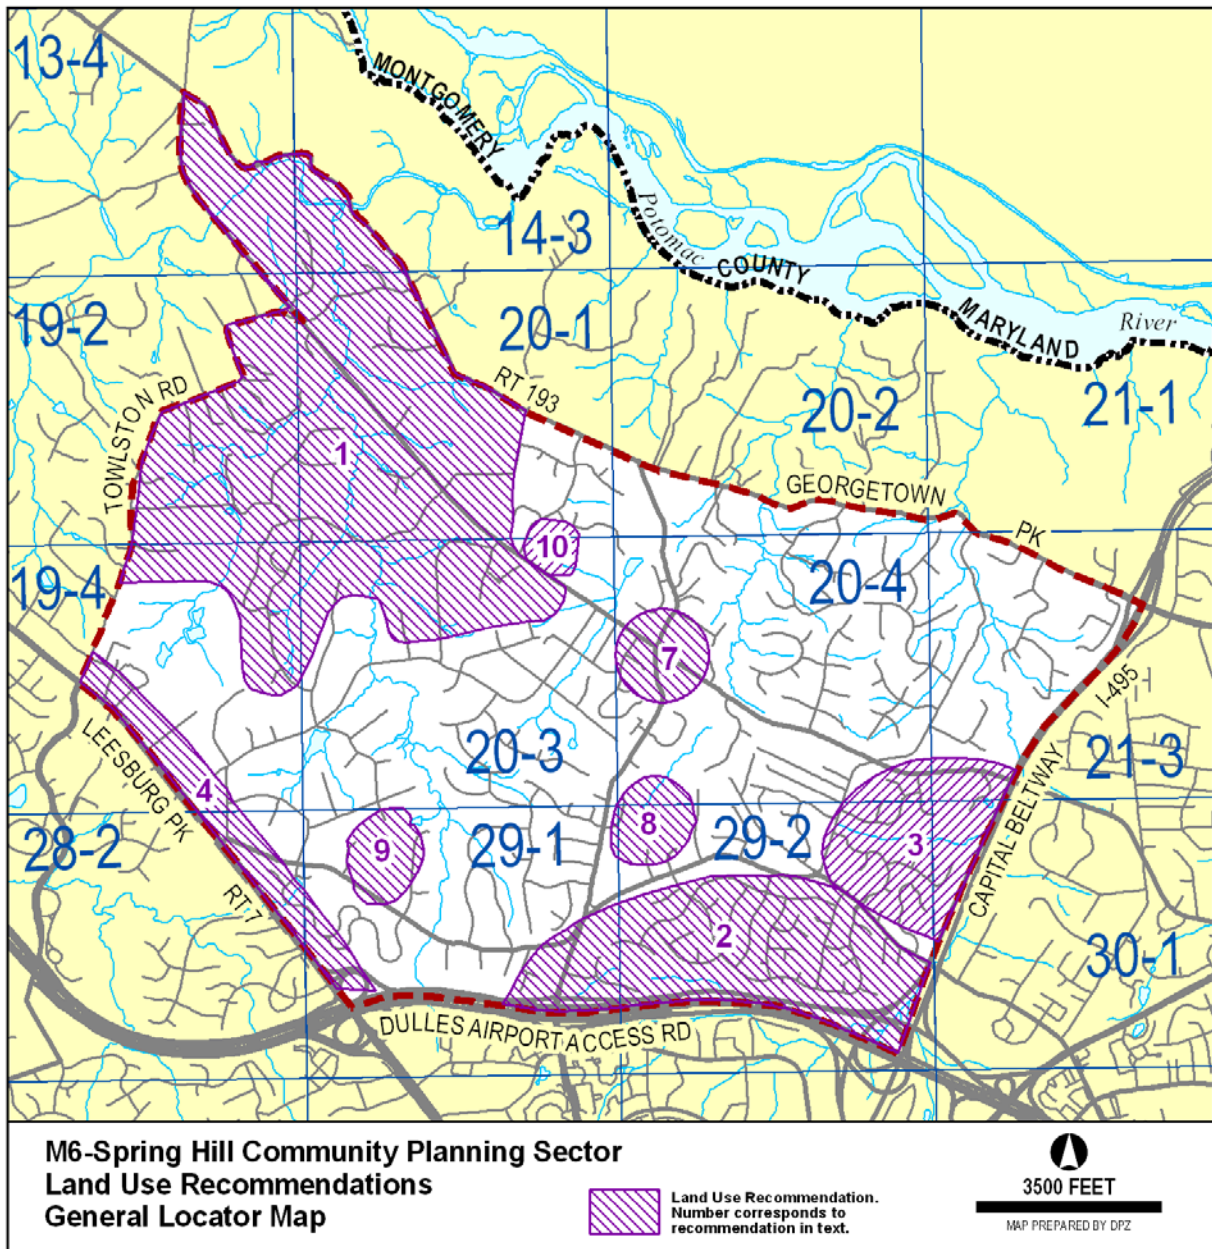 13-4
MONTGOMERY
14-3
Potomac
COUNTY
MARYLAND
River
19-2
20-1
20-2
21-1
RT 193
TOWLSTON RD
1
GEORGETOWN
PK
10
19-4
20-4
7
I-495
LEESBURG PK
4
20-3
21-3
CAPITAL BELTWAY
28-2
9
29-1
8
29-2
3
RT 7
2
30-1
DULLES AIRPORT ACCESS RD
M6-Spring Hill Community Planning Sector
Land Use Recommendations
General Locator Map
Land Use Recommendation.
Number corresponds to
recommendation in text.
3500 FEET
MAP PREPARED BY DPZ